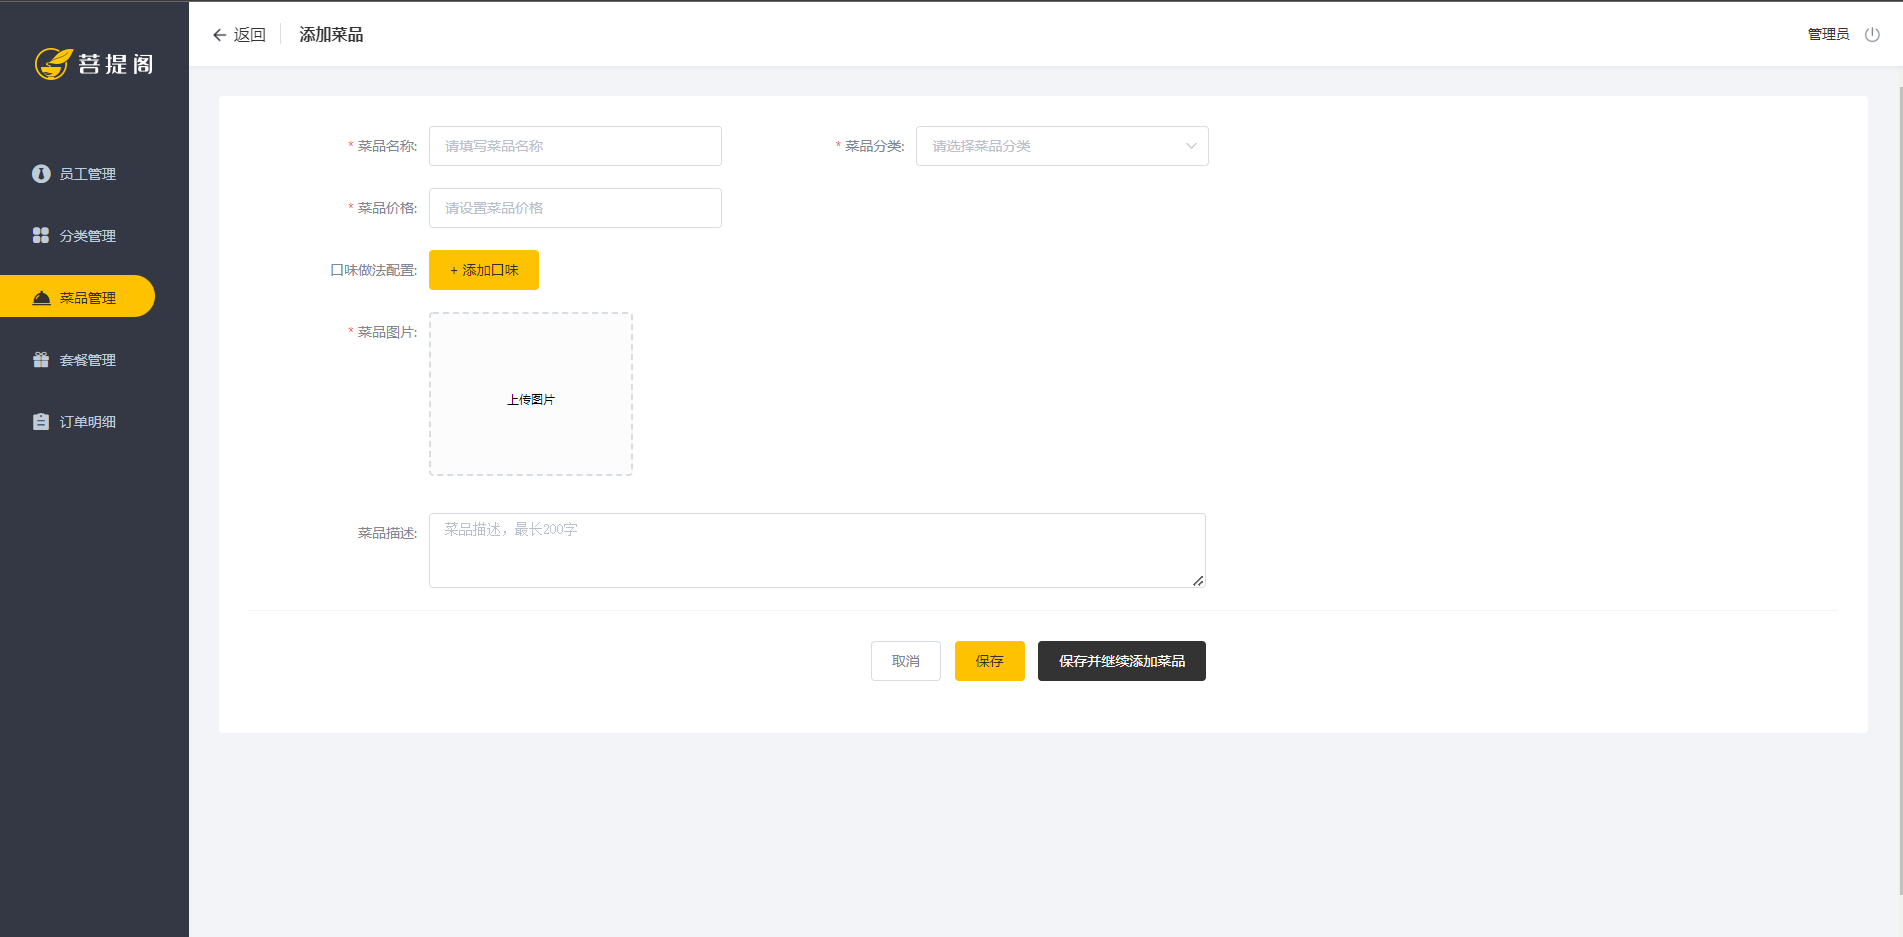 菩提阁
员工管理
分类管理
菜品管理
套餐管理
订单明细
返回 添加菜品
管理员
* 菜品名称: 请填写菜品名称
* 菜品分类: 请选择菜品分类
* 菜品价格: 请设置菜品价格
口味做法配置: + 添加口味
* 菜品图片:
上传图片
菜品描述: 菜品描述，最长200字
取消 保存 保存并继续添加菜品